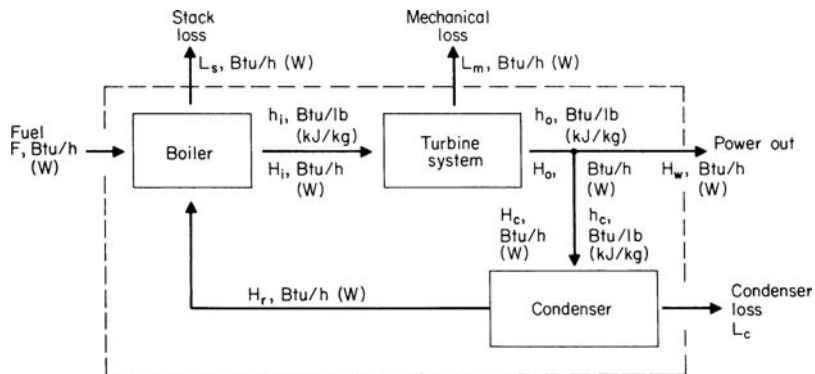 Stack
loss
Mechanical
loss
L_s, Btu/h (W)
L_m, Btu/h (W)
Fuel
F, Btu/h
(W)
Boiler
h_i, Btu/lb
(kJ/kg)
H_i, Btu/h
(W)
Turbine
system
h_o, Btu/lb
(kJ/kg)
H_o, Btu/h
(W)
Power out
H_w, Btu/h
(W)
H_c,
Btu/h
(W)
h_c,
Btu/lb
(kJ/kg)
H_r, Btu/h (W)
Condenser
Condenser
loss
L_c